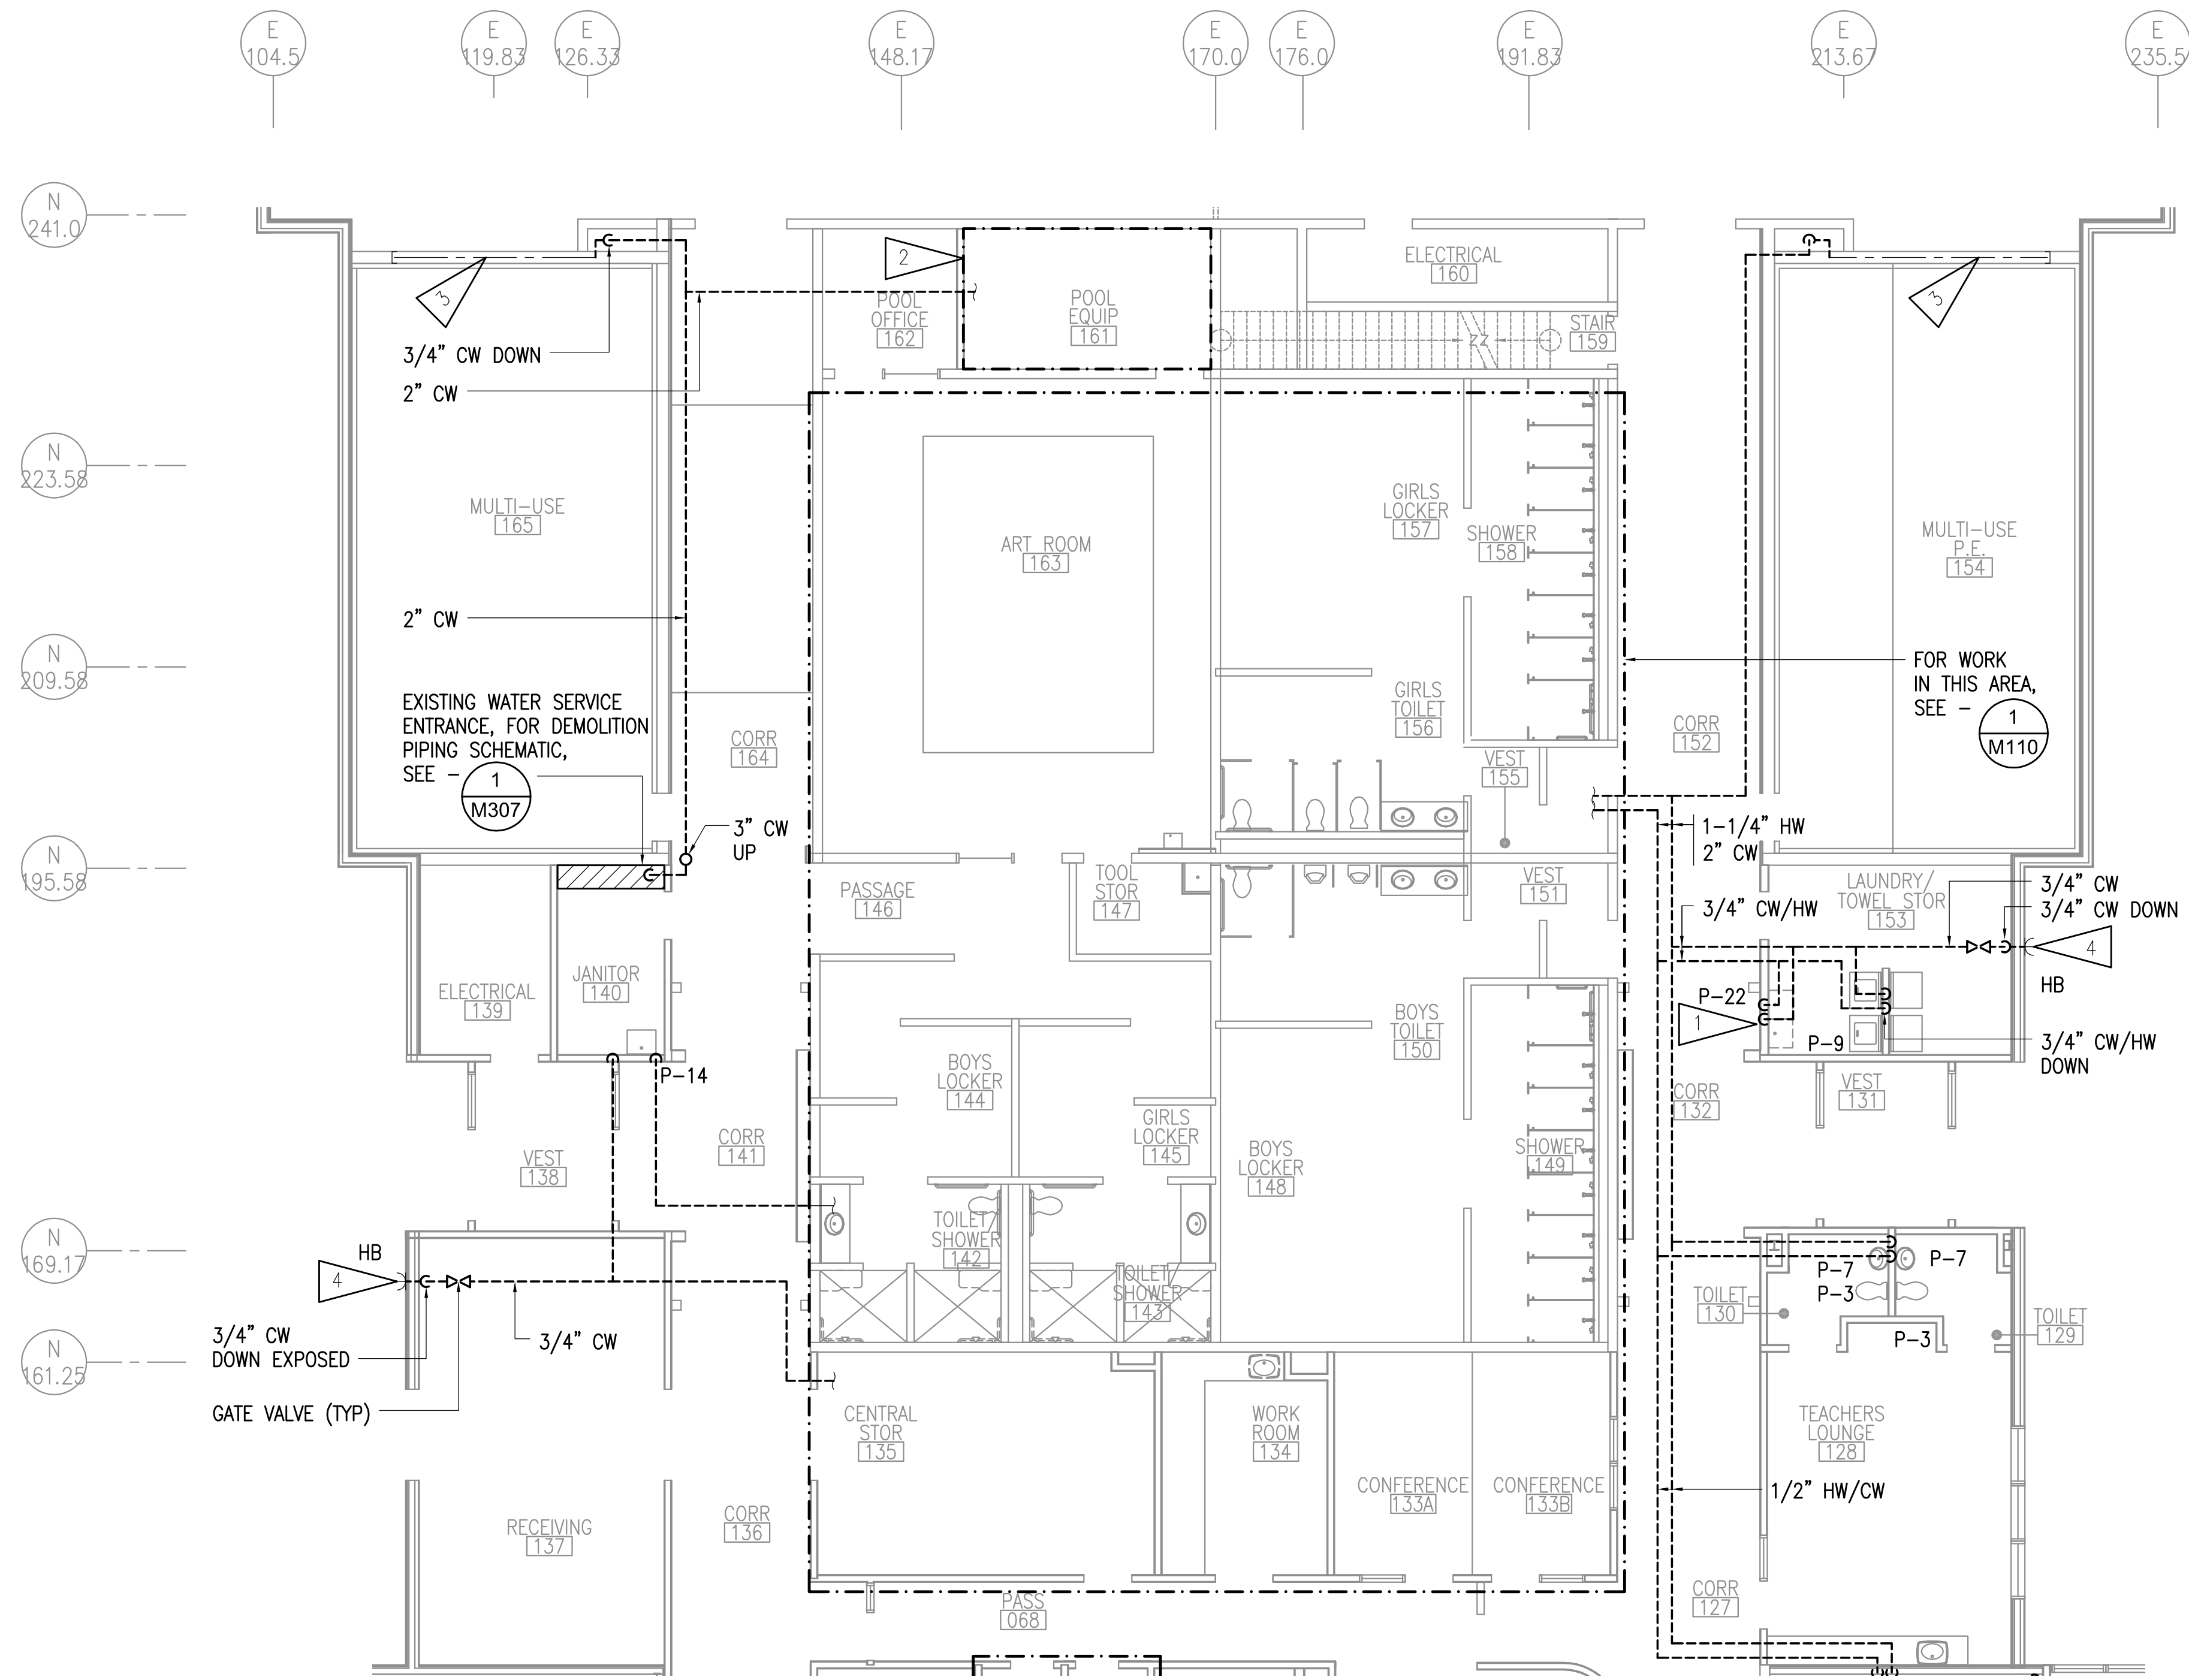 E
104.5
E
119.83
E
126.33
E
148.17
E
170.0
E
176.0
E
191.83
E
213.67
E
235.5
N
241.0
N
223.58
N
209.58
N
195.58
N
169.17
N
161.25
3
3/4" CW DOWN
2" CW
MULTI-USE
165
2" CW
EXISTING WATER SERVICE
ENTRANCE, FOR DEMOLITION
PIPING SCHEMATIC,
SEE -
1
M307
3" CW
UP
CORR
164
2
POOL
OFFICE
162
POOL
EQUIP
161
ELECTRICAL
160
STAIR
159
ZZ
ART ROOM
163
GIRLS
LOCKER
157
SHOWER
158
GIRLS
TOILET
156
VEST
155
3
MULTI-USE
P.E.
154
FOR WORK
IN THIS AREA,
SEE -
1
M110
CORR
152
1-1/4" HW
2" CW
3/4" CW/HW
LAUNDRY/
TOWEL STOR
153
3/4" CW
3/4" CW DOWN
4
HB
P-22
1
P-9
3/4" CW/HW
DOWN
PASSAGE
146
TOOL
STOR
147
VEST
151
ELECTRICAL
139
JANITOR
140
P-14
BOYS
LOCKER
144
GIRLS
LOCKER
145
BOYS
TOILET
150
BOYS
LOCKER
148
SHOWER
149
CORR
132
VEST
131
VEST
138
CORR
141
TOILET/
SHOWER
142
TOILET/
SHOWER
143
HB
4
3/4" CW
DOWN EXPOSED
3/4" CW
GATE VALVE (TYP)
P-7
P-3
P-7
P-3
TOILET
130
TOILET
129
CENTRAL
STOR
135
WORK
ROOM
134
CONFERENCE
133A
CONFERENCE
133B
TEACHERS
LOUNGE
128
1/2" HW/CW
RECEIVING
137
CORR
136
CORR
127
PASS
068